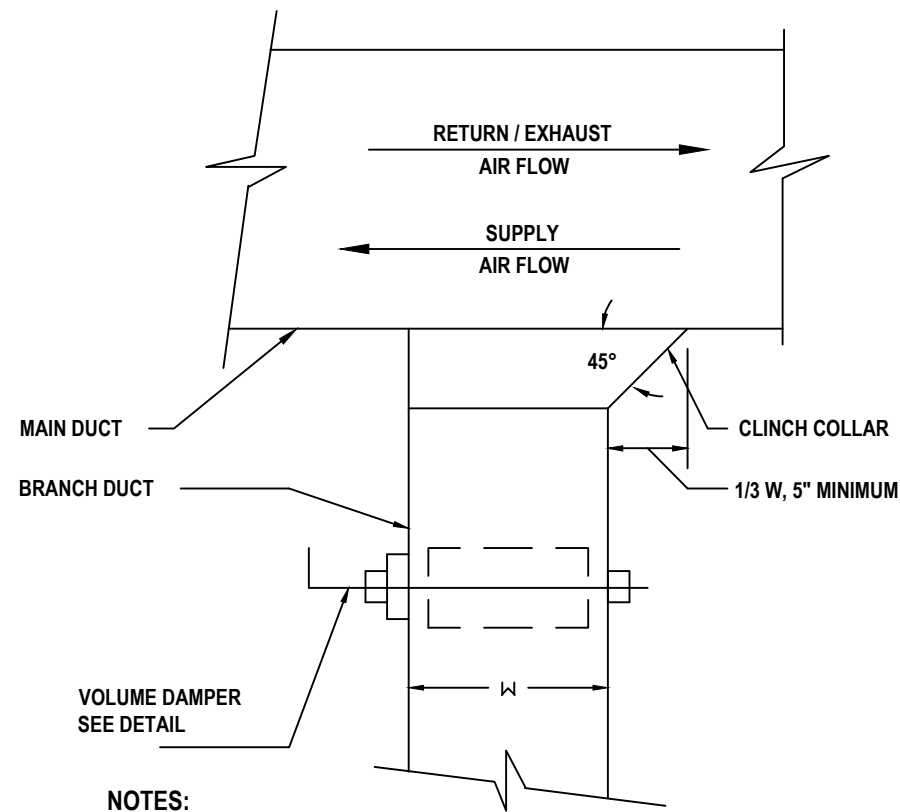 RETURN / EXHAUST
AIR FLOW
SUPPLY
AIR FLOW
45°
MAIN DUCT
CLINCH COLLAR
BRANCH DUCT
1/3 W, 5" MINIMUM
W
VOLUME DAMPER
SEE DETAIL
NOTES: